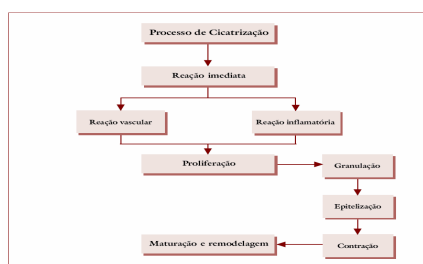 Processo de Cicatrização
Reação imediata
Reação vascular
Reação inflamatória
Proliferação
Granulação
Epitelização
Contração
Maturação e remodelagem